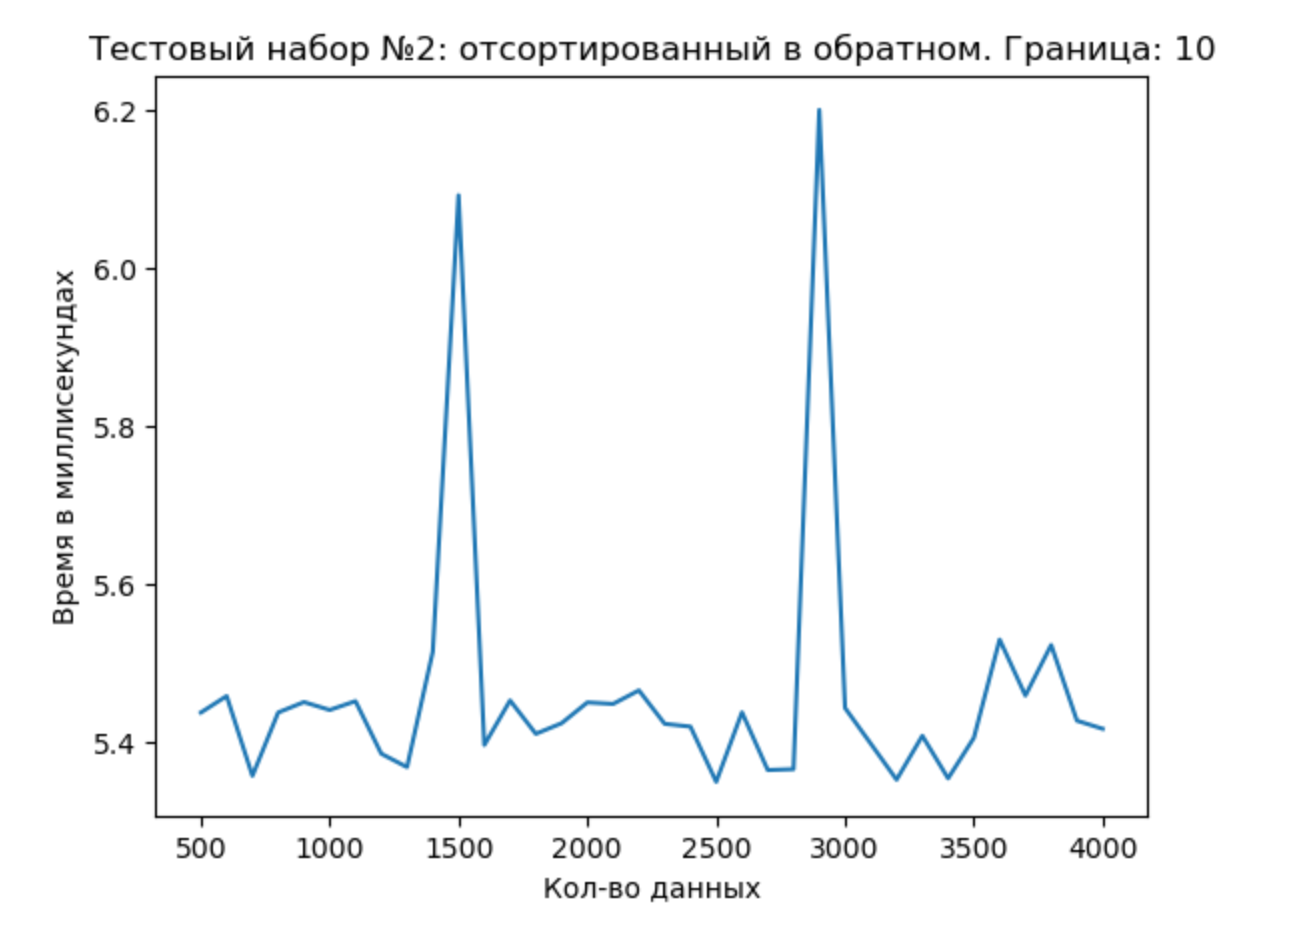 Тестовый набор №2: отсортированный в обратном. Граница: 10
6.2
6.0
5.8
5.6
5.4
Время в миллисекундах
500 1000 1500 2000 2500 3000 3500 4000
Кол-во данных